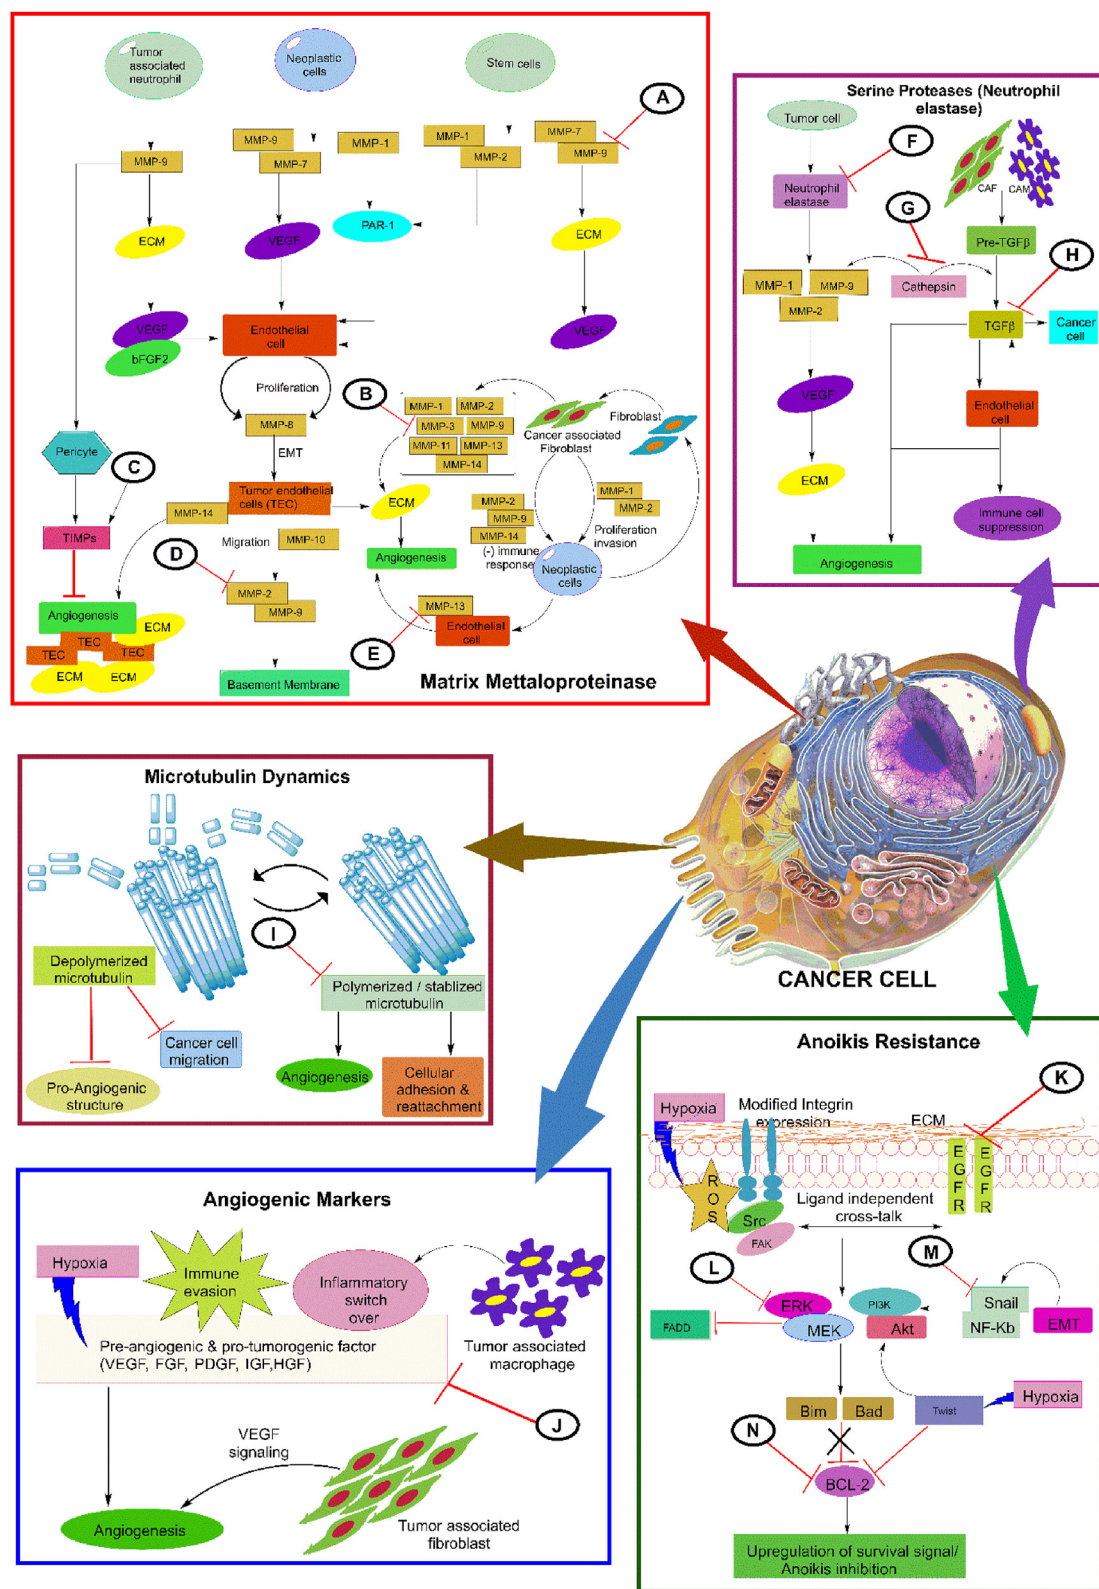 Tumor
associated
neutrophil
Neoplastic
cells
Stem cells
A
MMP-9
MMP-9
MMP-7
MMP-1
MMP-1
MMP-2
MMP-7
MMP-9
ECM
VEGF
PAR-1
ECM
VEGF
bFGF2
Endothelial
cell
VEGF
Proliferation
B
MMP-8
EMT
MMP-1
MMP-2
MMP-3
MMP-9
MMP-11
MMP-13
MMP-14
Fibroblast
Cancer associated
Fibroblast
Pericyte
C
Tumor endothelial
cells (TEC)
MMP-14
ECM
MMP-2
MMP-9
MMP-14
(-) immune
response
MMP-1
MMP-2
Proliferation
invasion
TIMPs
Migration
MMP-10
Angiogenesis
Neoplastic
cells
D
MMP-2
MMP-9
Angiogenesis
ECM
TEC
TEC
TEC
ECM
ECM
MMP-13
Endothelial
cell
E
Basement Membrane
Matrix Mettaloproteinase
Serine Proteases (Neutrophil
elastase)
Tumor cell
F
CAF
CAM
Neutrophil
elastase
G
Pre-TGFβ
H
MMP-1
MMP-9
MMP-2
Cathepsin
TGFβ
Cancer
cell
VEGF
Endothelial
cell
ECM
Immune cell
suppression
Angiogenesis
Microtubulin Dynamics
I
Depolymerized
microtubulin
Polymerized / stablized
microtubulin
Cancer cell
migration
Pro-Angiogenic
structure
Angiogenesis
Cellular
adhesion &
reattachment
CANCER CELL
Angiogenic Markers
Hypoxia
Immune
evasion
Inflammatory
switch
over
Pre-angiogenic & pro-tumorogenic factor
(VEGF, FGF, PDGF, IGF,HGF)
Tumor associated
macrophage
J
VEGF
signaling
Angiogenesis
Tumor associated
fibroblast
Anoikis Resistance
K
Hypoxia
Modified Integrin
expression
ECM
EGFR
EGFR
ROS
Src
FAK
Ligand independent
cross-talk
L
M
ERK
MEK
PI3K
Akt
Snail
NF-Kb
EMT
FADD
Bim
Bad
Twist
Hypoxia
N
BCL-2
Upregulation of survival signal/
Anoikis inhibition